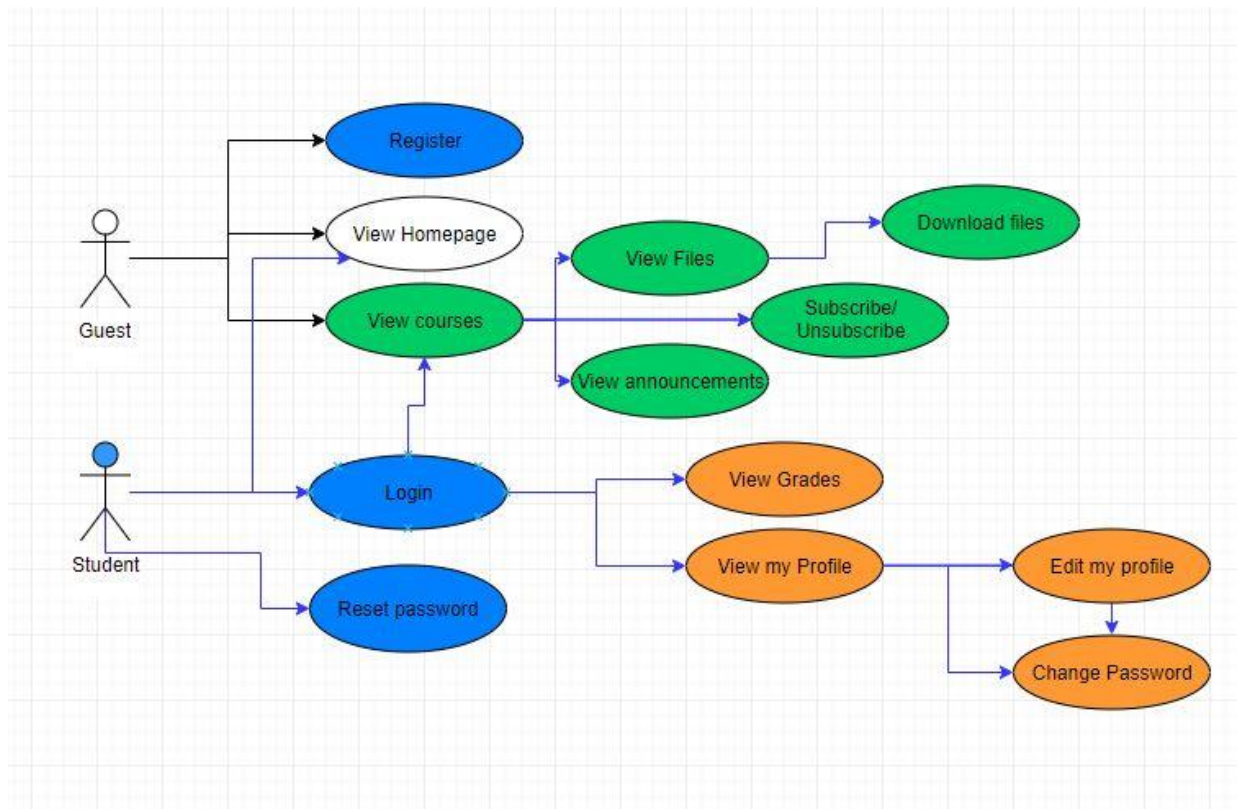 Register
View Homepage
Guest
View courses
View Files
Download files
Subscribe/
Unsubscribe
View announcements
Student
Login
Reset password
View Grades
View my Profile
Edit my profile
Change Password